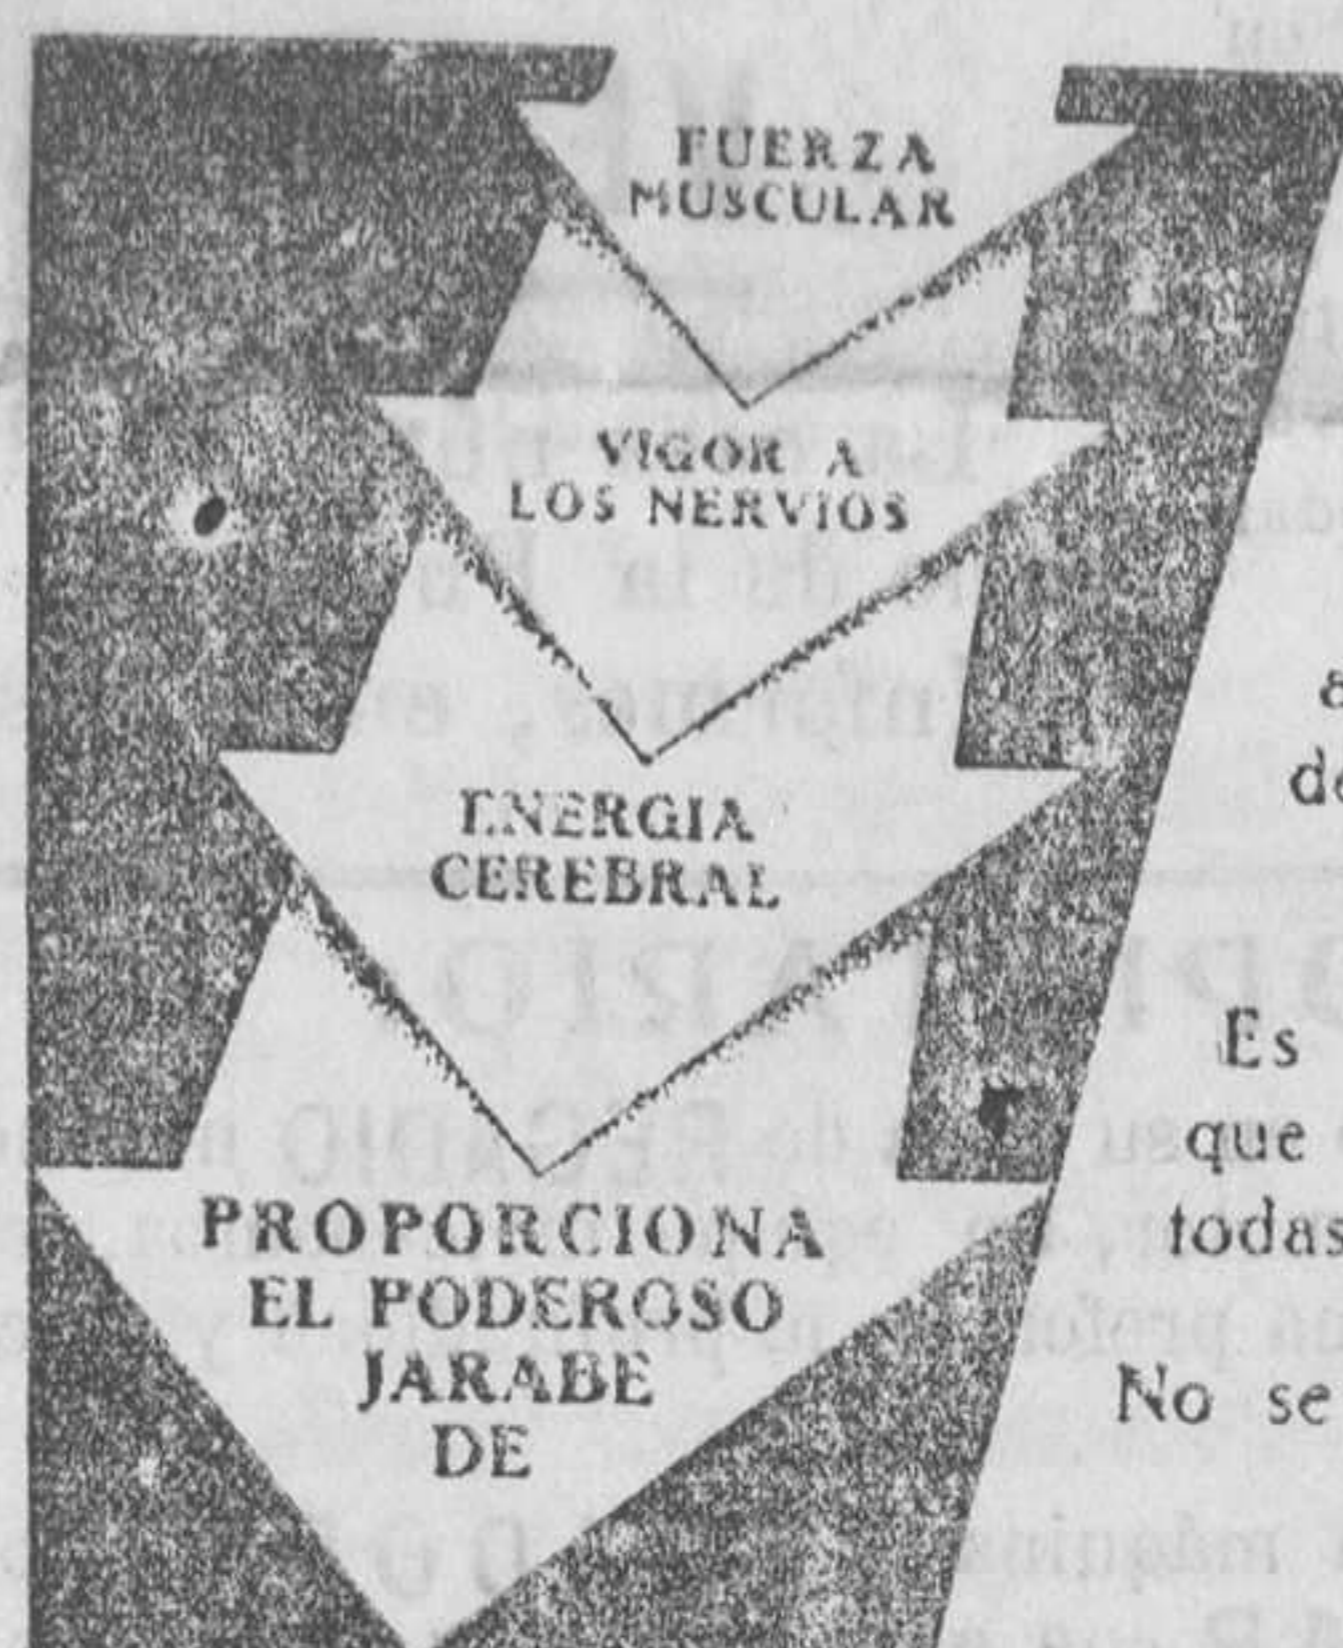 FUERZA
MUSCULAR
VIGOR A
LOS NERVIOS
ENERGIA
CEREBRAL
PROPORCIONA
EL PODEROSO
JARABE
DE
Es
que
todas
No se